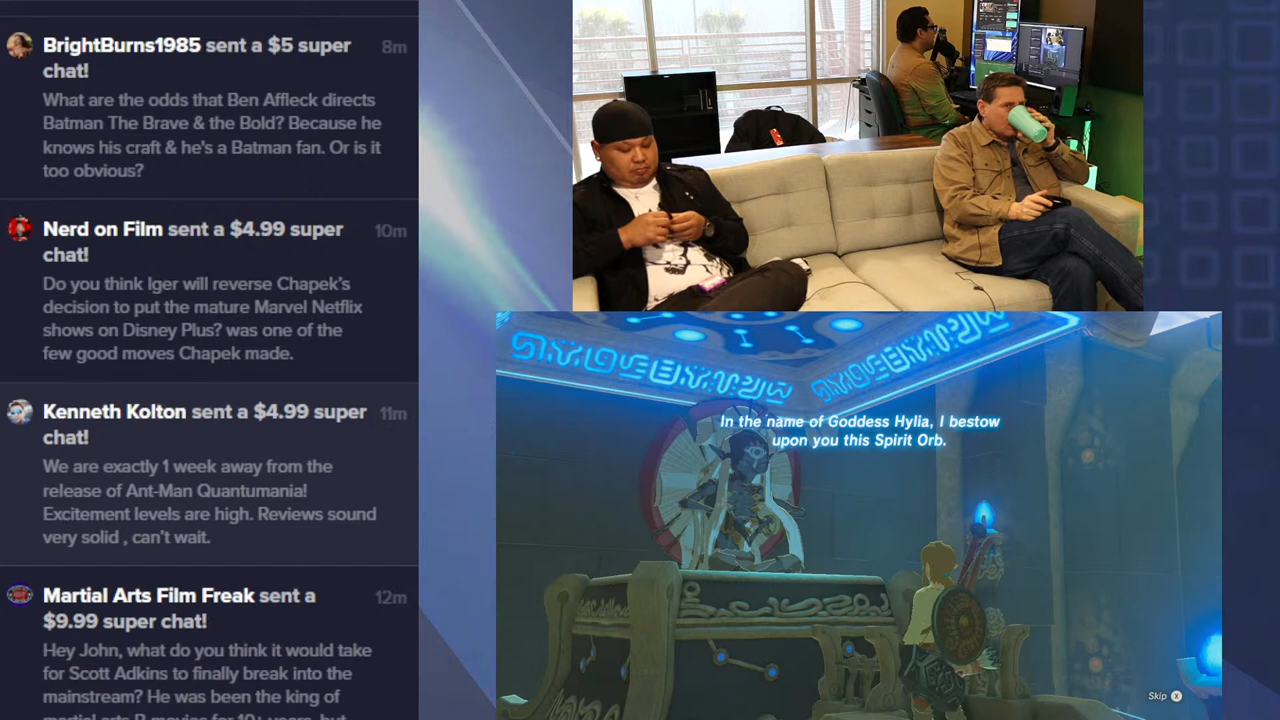 BrightBurns1985 sent a $5 super
chat!
8m
What are the odds that Ben Affleck directs
Batman The Brave & the Bold? Because he
knows his craft & he's a Batman fan. Or is it
too obvious?
Nerd on Film sent a $4.99 super
chat!
10m
Do you think Iger will reverse Chapek's
decision to put the mature Marvel Netflix
shows on Disney Plus? was one of the
few good moves Chapek made.
Kenneth Kolton sent a $4.99 super
chat!
11m
We are exactly 1 week away from the
release of Ant-Man Quantumania!
Excitement levels are high. Reviews sound
very solid , can't wait.
Martial Arts Film Freak sent a
$9.99 super chat!
12m
Hey John, what do you think it would take
for Scott Adkins to finally break into the
mainstream? He was been the king of
martial arts B movies for 10+ years, but
In the name of Goddess Hylia, I bestow
upon you this Spirit Orb.
Skip X